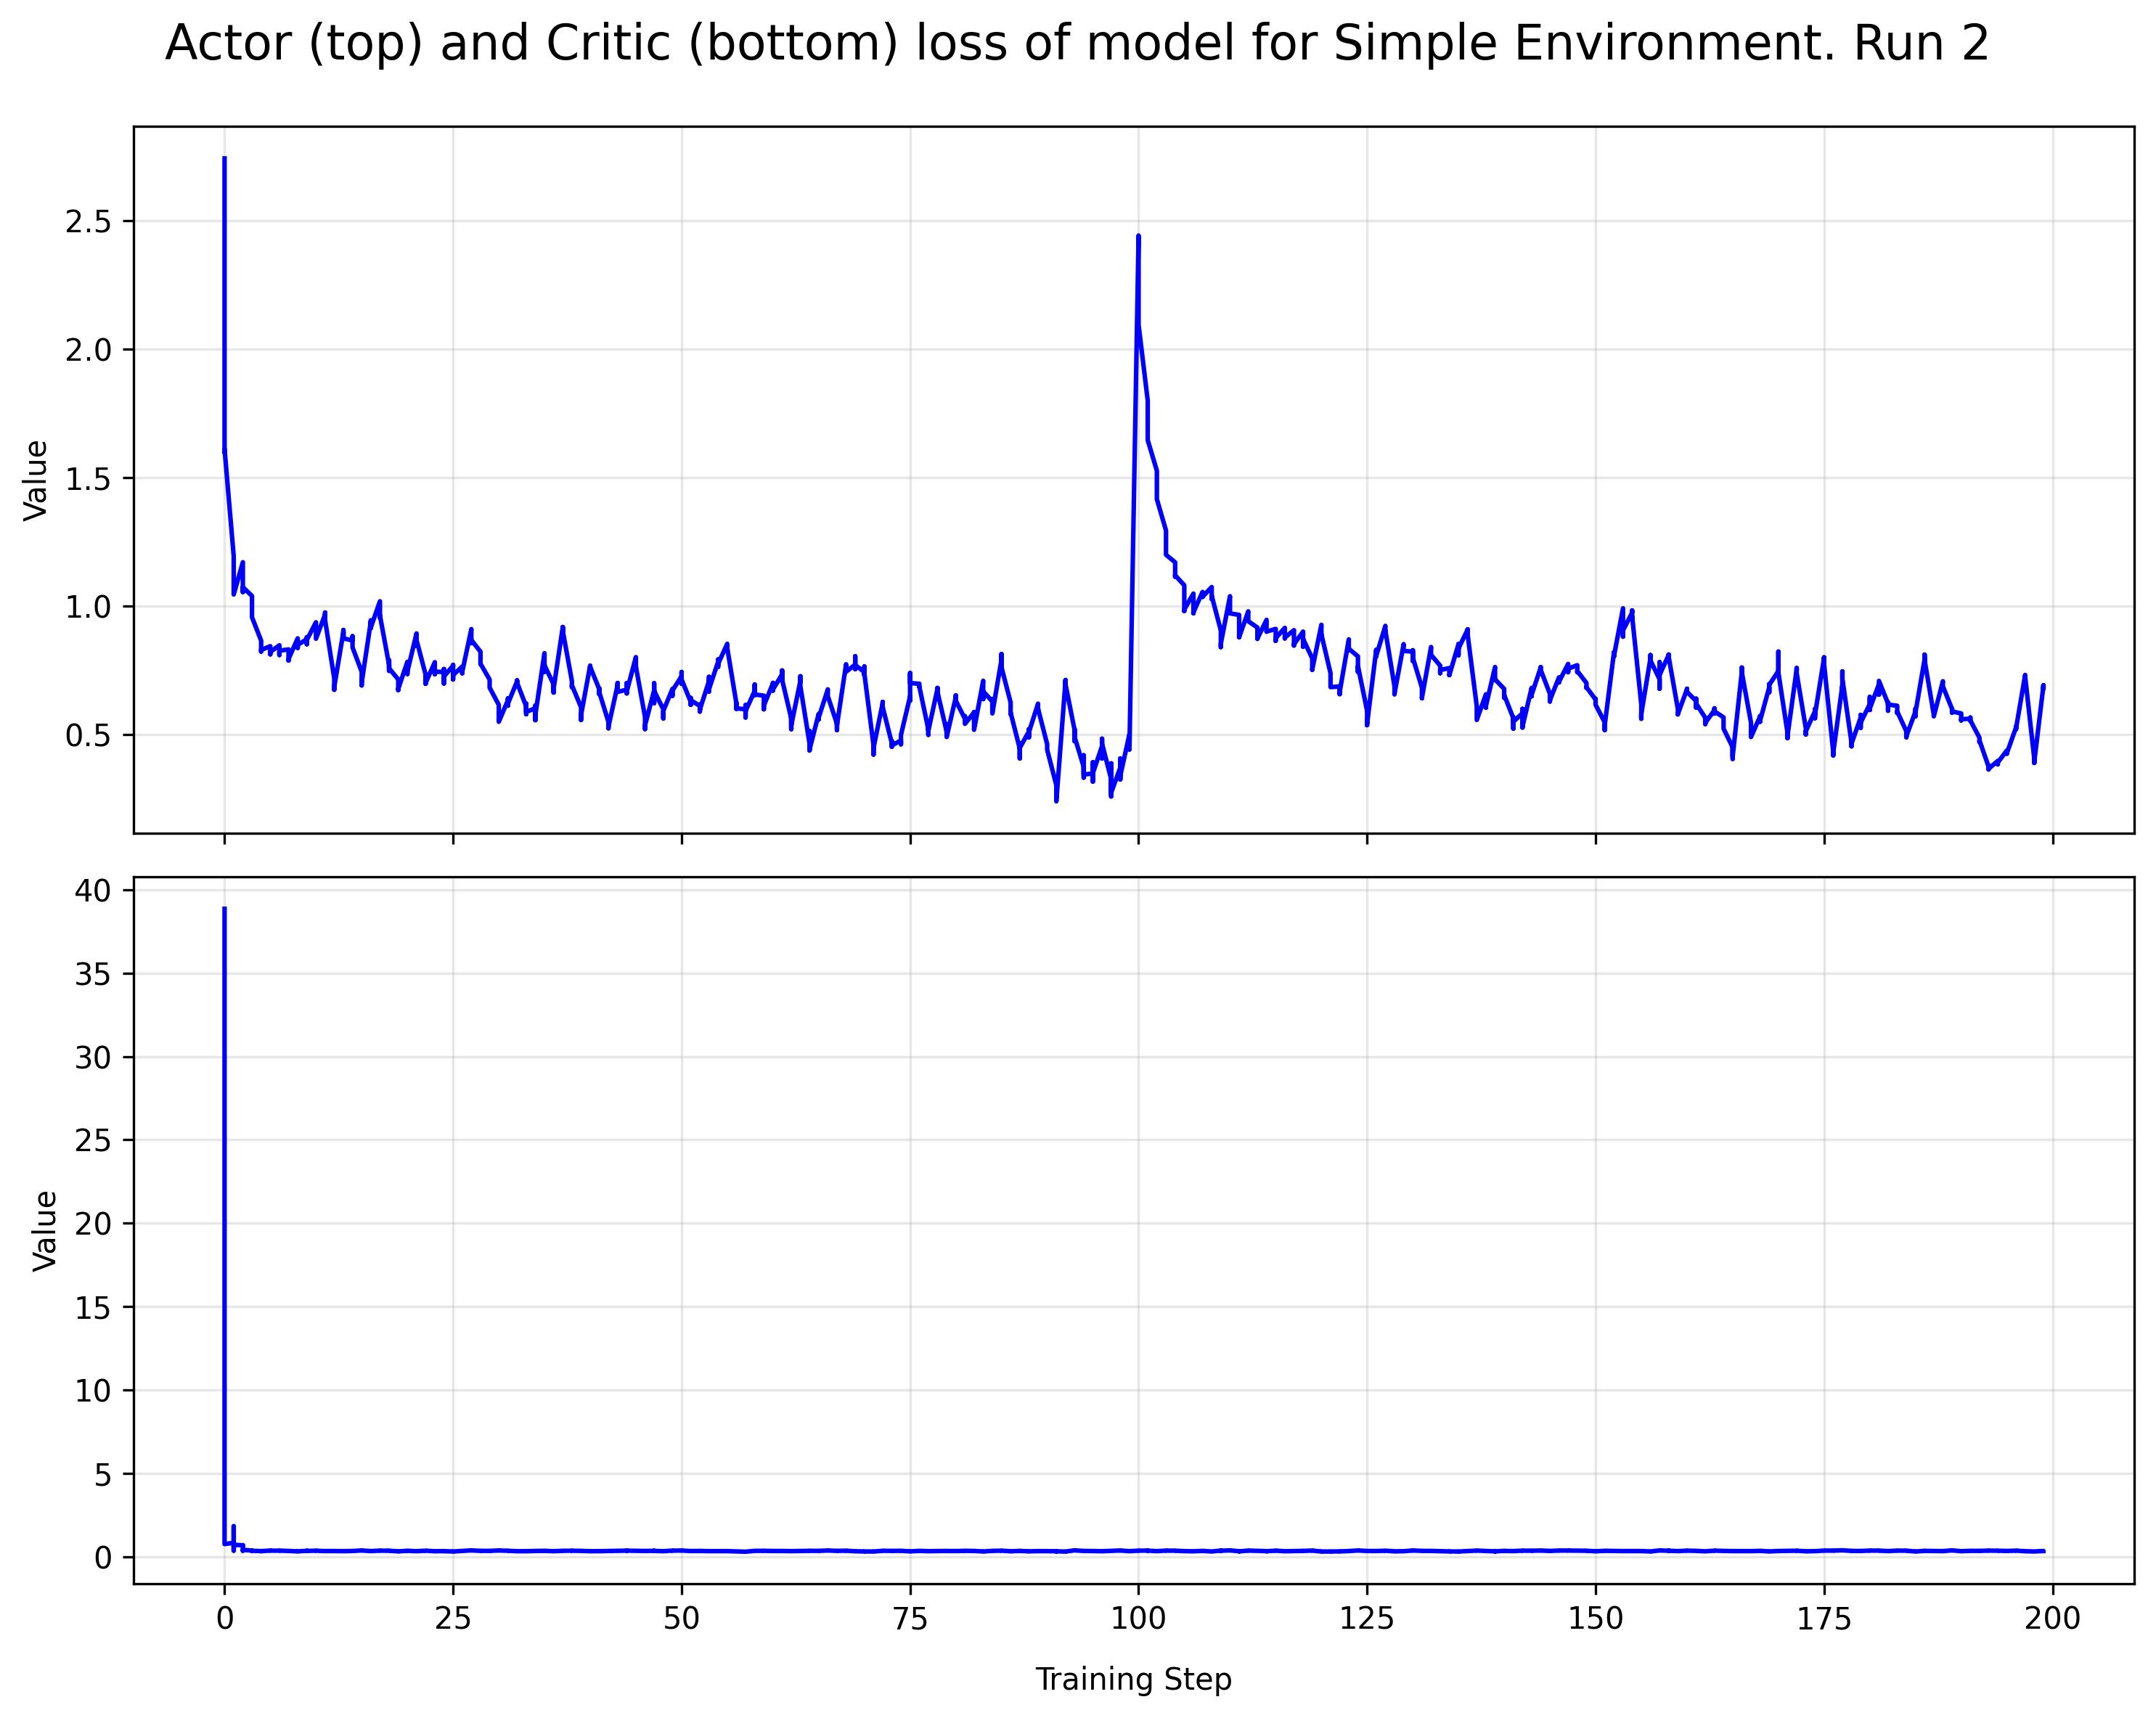 Actor (top) and Critic (bottom) loss of model for Simple Environment. Run 2
2.5
2.0
1.5
1.0
0.5
Value
40
35
30
25
20
15
10
5
0
Value
0 25 50 75 100 125 150 175 200
Training Step